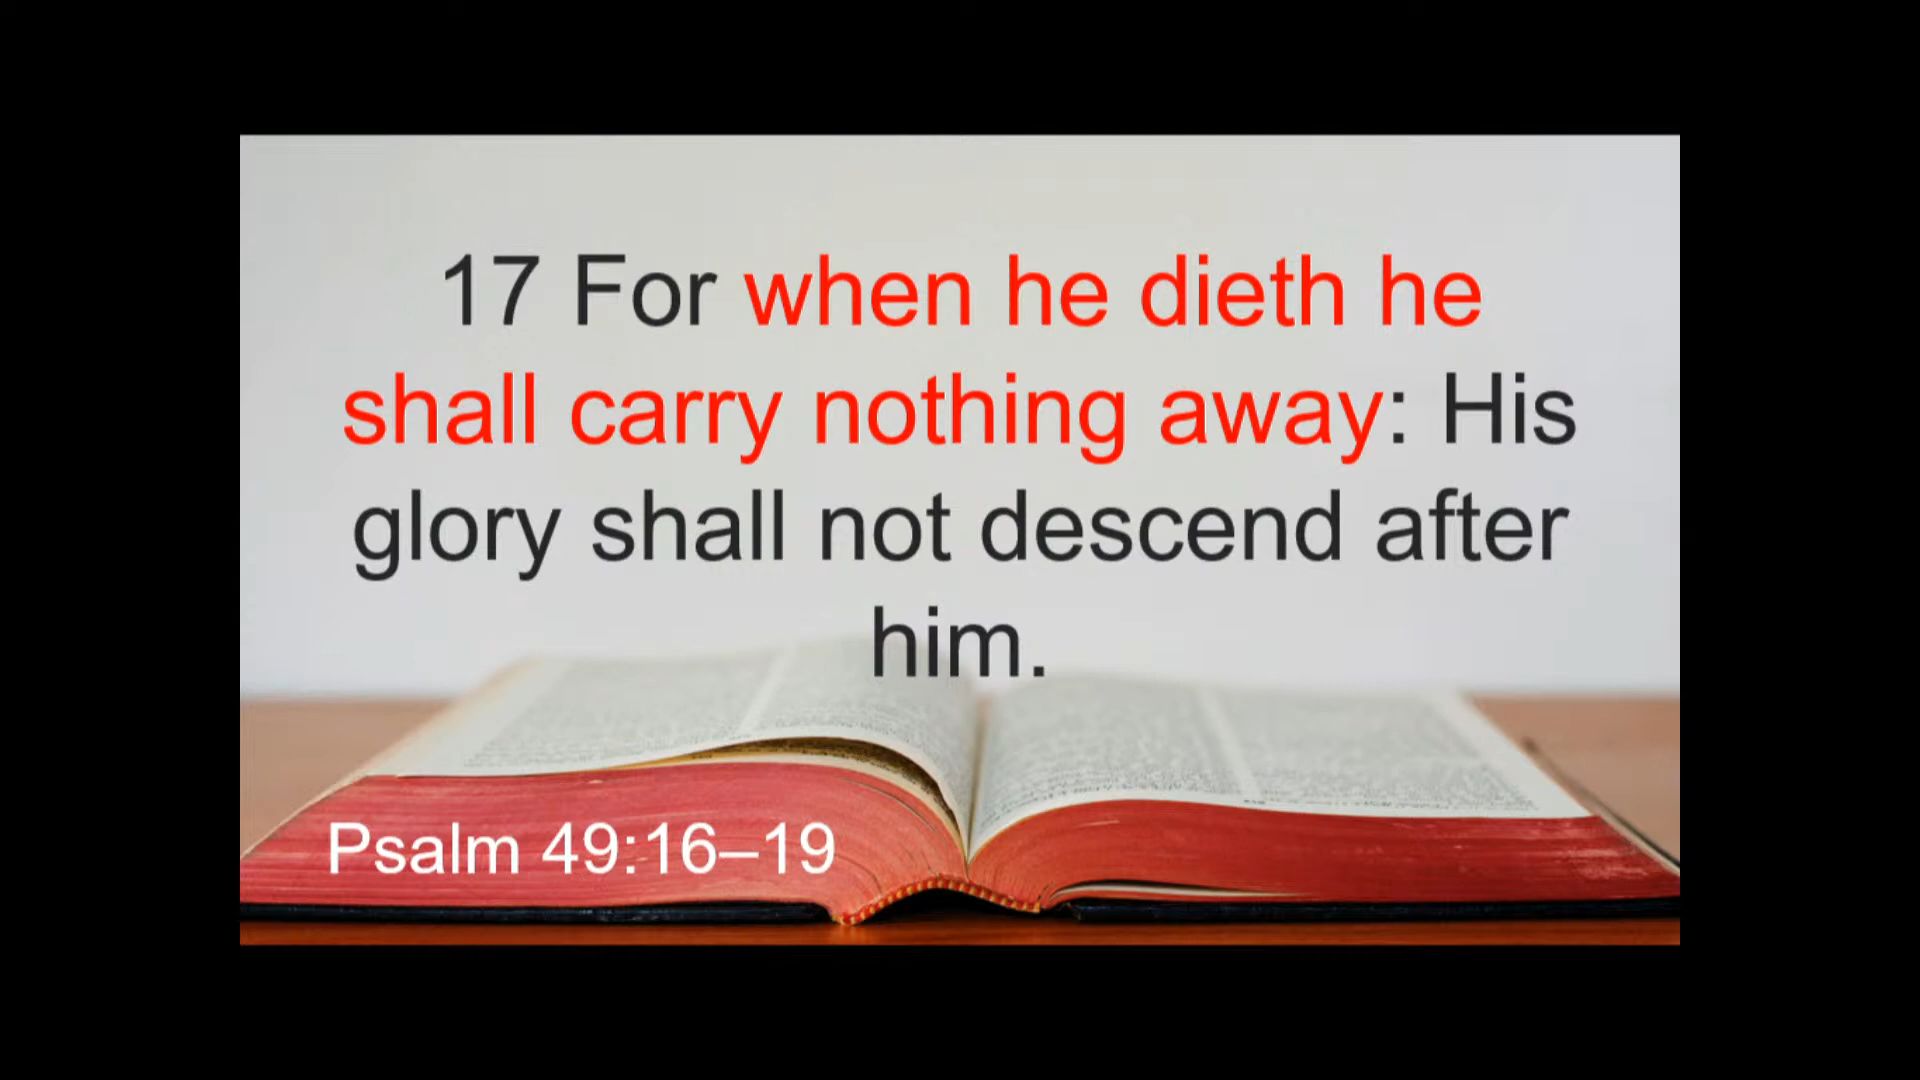 17 For when he dieth he
shall carry nothing away: His
glory shall not descend after
him.
Psalm 49:16–19